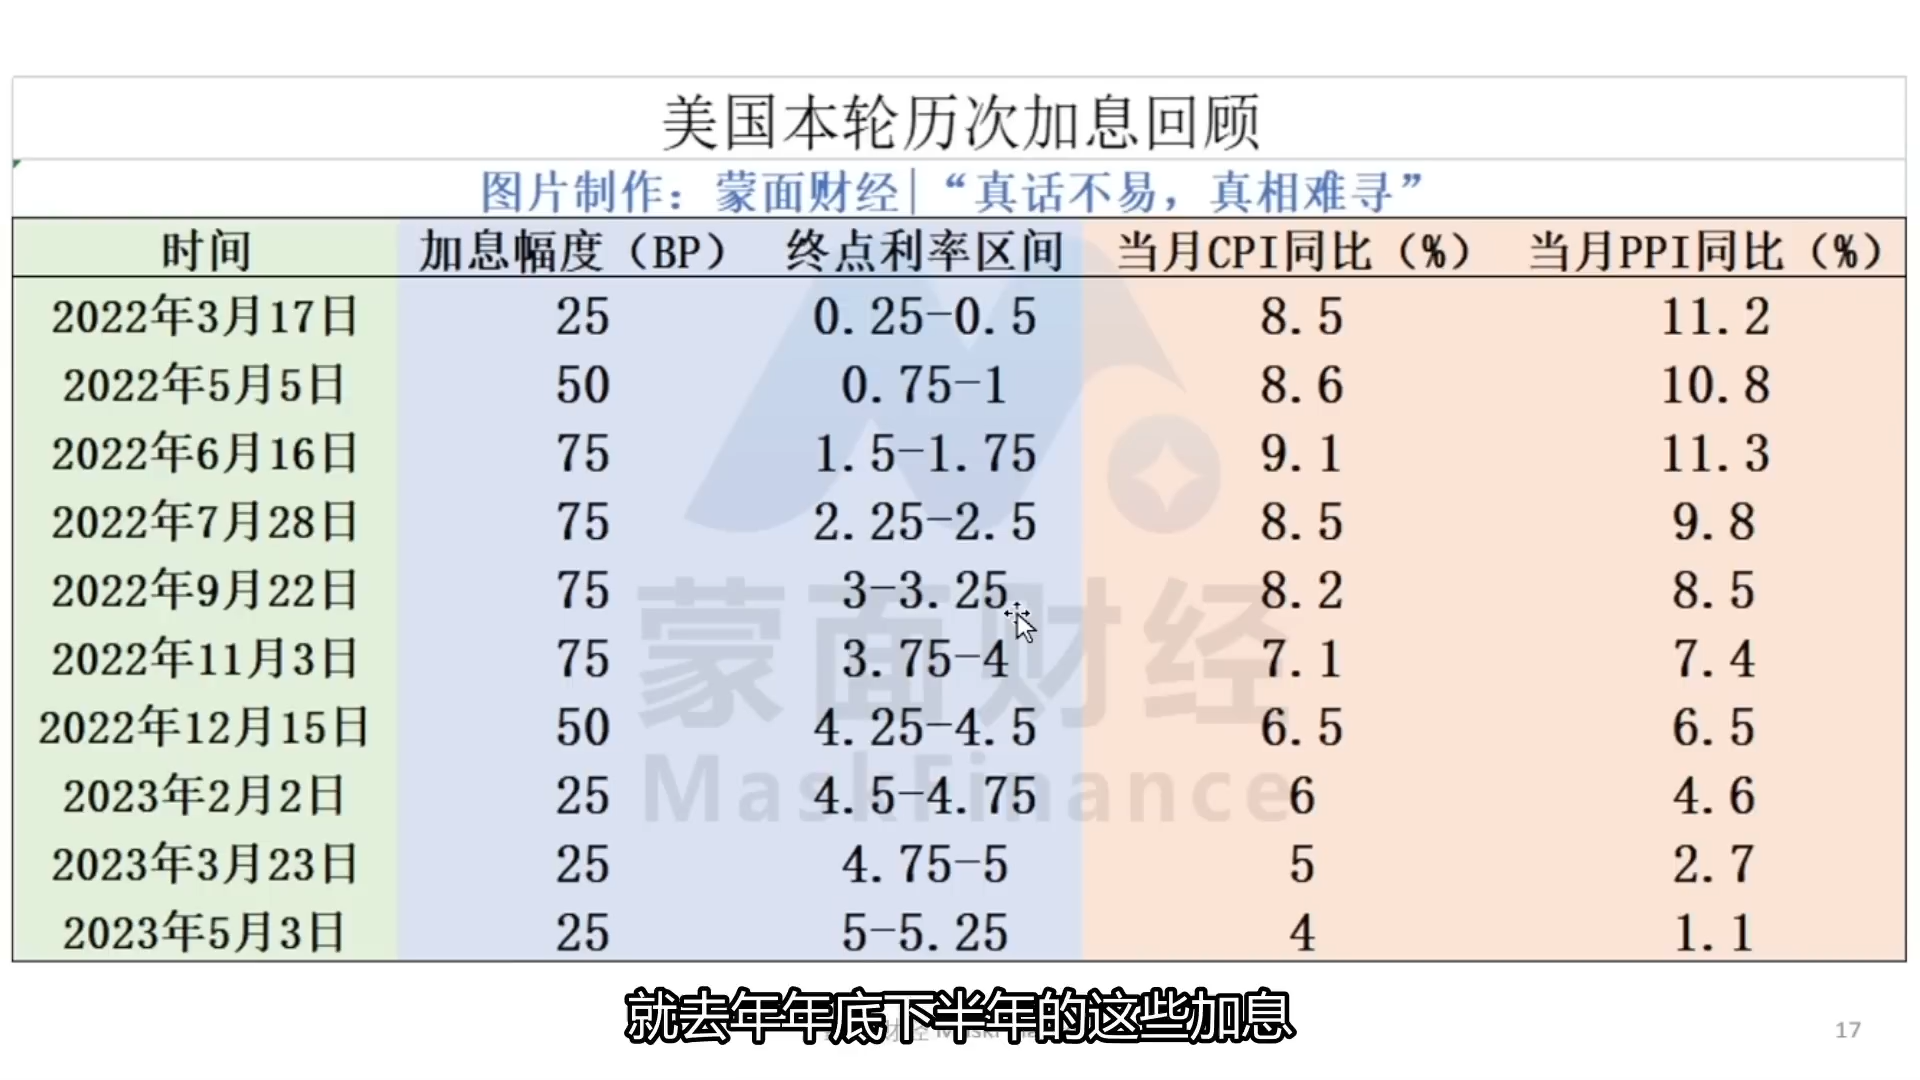 美国本轮历次加息回顾
图片制作：蒙面财经|“真话不易，真相难寻”
时间 加息幅度（BP） 终点利率区间 当月CPI同比（%） 当月PPI同比（%）
2022年3月17日 25 0.25-0.5 8.5 11.2
2022年5月5日 50 0.75-1 8.6 10.8
2022年6月16日 75 1.5-1.75 9.1 11.3
2022年7月28日 75 2.25-2.5 8.5 9.8
2022年9月22日 75 3-3.25 8.2 8.5
2022年11月3日 75 3.75-4 7.1 7.4
2022年12月15日 50 4.25-4.5 6.5 6.5
2023年2月2日 25 4.5-4.75 6 4.6
2023年3月23日 25 4.75-5 5 2.7
2023年5月3日 25 5-5.25 4 1.1
蒙面财经
MaskFinance
就去年年底下半年的这些加息
17